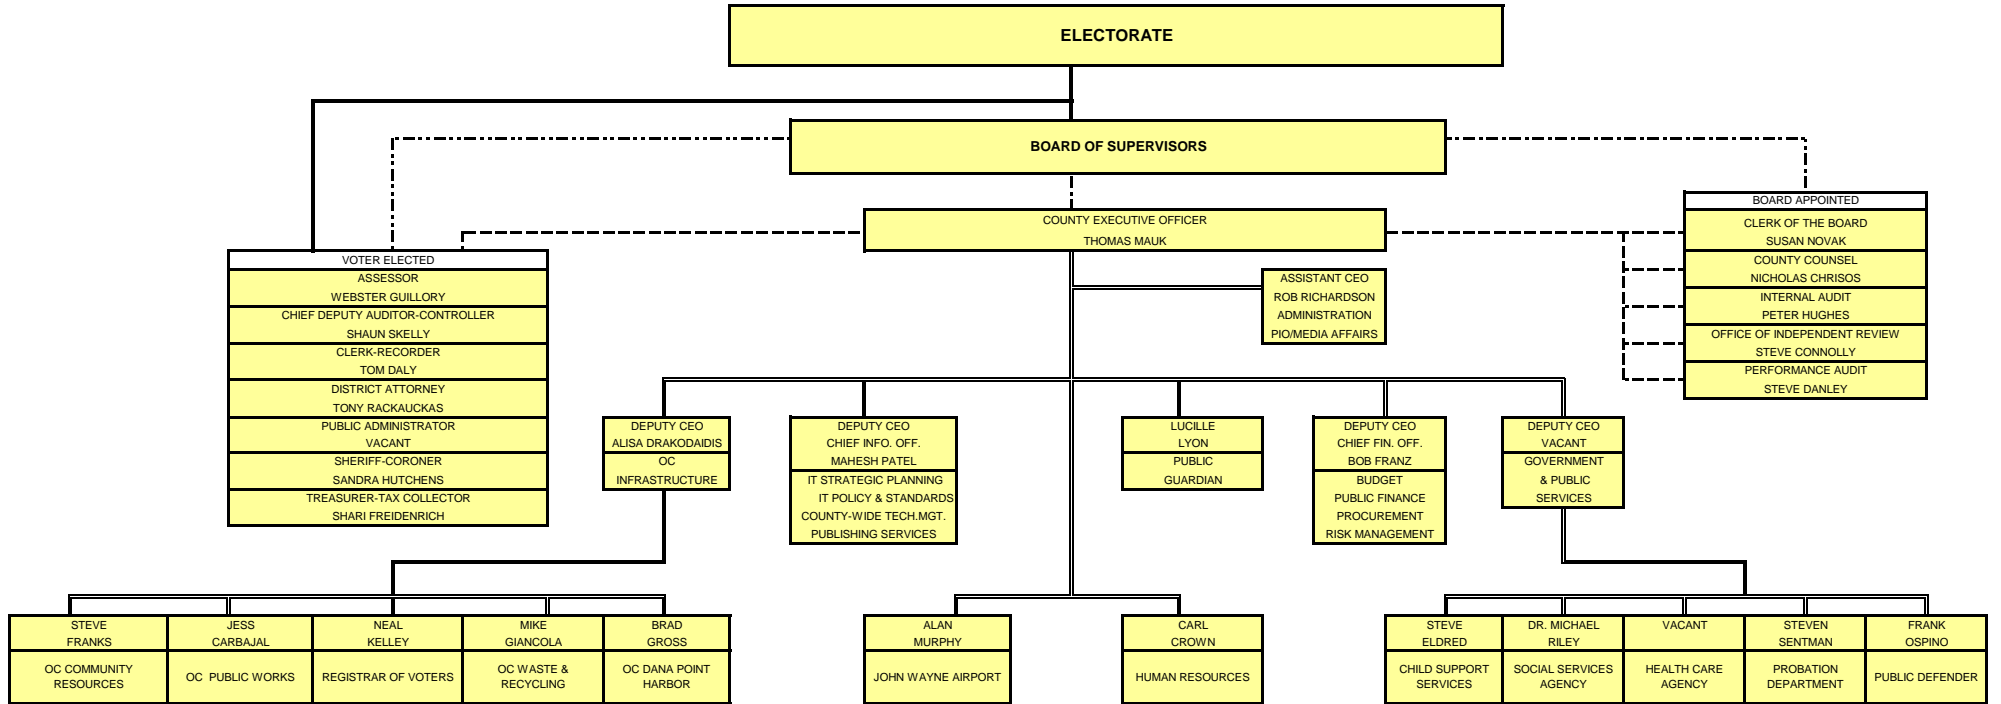 ELECTORATE
BOARD OF SUPERVISORS
COUNTY EXECUTIVE OFFICER
THOMAS MAUK
BOARD APPOINTED
CLERK OF THE BOARD
SUSAN NOVAK
COUNTY COUNSEL
NICHOLAS CHRISOS
INTERNAL AUDIT
PETER HUGHES
OFFICE OF INDEPENDENT REVIEW
STEVE CONNOLLY
PERFORMANCE AUDIT
STEVE DANLEY
VOTER ELECTED
ASSESSOR
WEBSTER GUILLORY
CHIEF DEPUTY AUDITOR-CONTROLLER
SHAUN SKELLY
CLERK-RECORDER
TOM DALY
DISTRICT ATTORNEY
TONY RACKAUCKAS
PUBLIC ADMINISTRATOR
VACANT
SHERIFF-CORONER
SANDRA HUTCHENS
TREASURER-TAX COLLECTOR
SHARI FREIDENRICH
ASSISTANT CEO
ROB RICHARDSON
ADMINISTRATION
PIO/MEDIA AFFAIRS
DEPUTY CEO
ALISA DRAKODAIDIS
OC
INFRASTRUCTURE
DEPUTY CEO
CHIEF INFO. OFF.
MAHESH PATEL
IT STRATEGIC PLANNING
IT POLICY & STANDARDS
COUNTY-WIDE TECH.MGT.
PUBLISHING SERVICES
LUCILLE
LYON
PUBLIC
GUARDIAN
DEPUTY CEO
CHIEF FIN. OFF.
BOB FRANZ
BUDGET
PUBLIC FINANCE
PROCUREMENT
RISK MANAGEMENT
DEPUTY CEO
VACANT
GOVERNMENT
& PUBLIC
SERVICES
STEVE
FRANKS
OC COMMUNITY
RESOURCES
JESS
CARBAJAL
OC PUBLIC WORKS
NEAL
KELLEY
REGISTRAR OF VOTERS
MIKE
GIANCOLA
OC WASTE &
RECYCLING
BRAD
GROSS
OC DANA POINT
HARBOR
ALAN
MURPHY
JOHN WAYNE AIRPORT
CARL
CROWN
HUMAN RESOURCES
STEVE
ELDRED
CHILD SUPPORT
SERVICES
DR. MICHAEL
RILEY
SOCIAL SERVICES
AGENCY
VACANT
HEALTH CARE
AGENCY
STEVEN
SENTMAN
PROBATION
DEPARTMENT
FRANK
OSPINO
PUBLIC DEFENDER